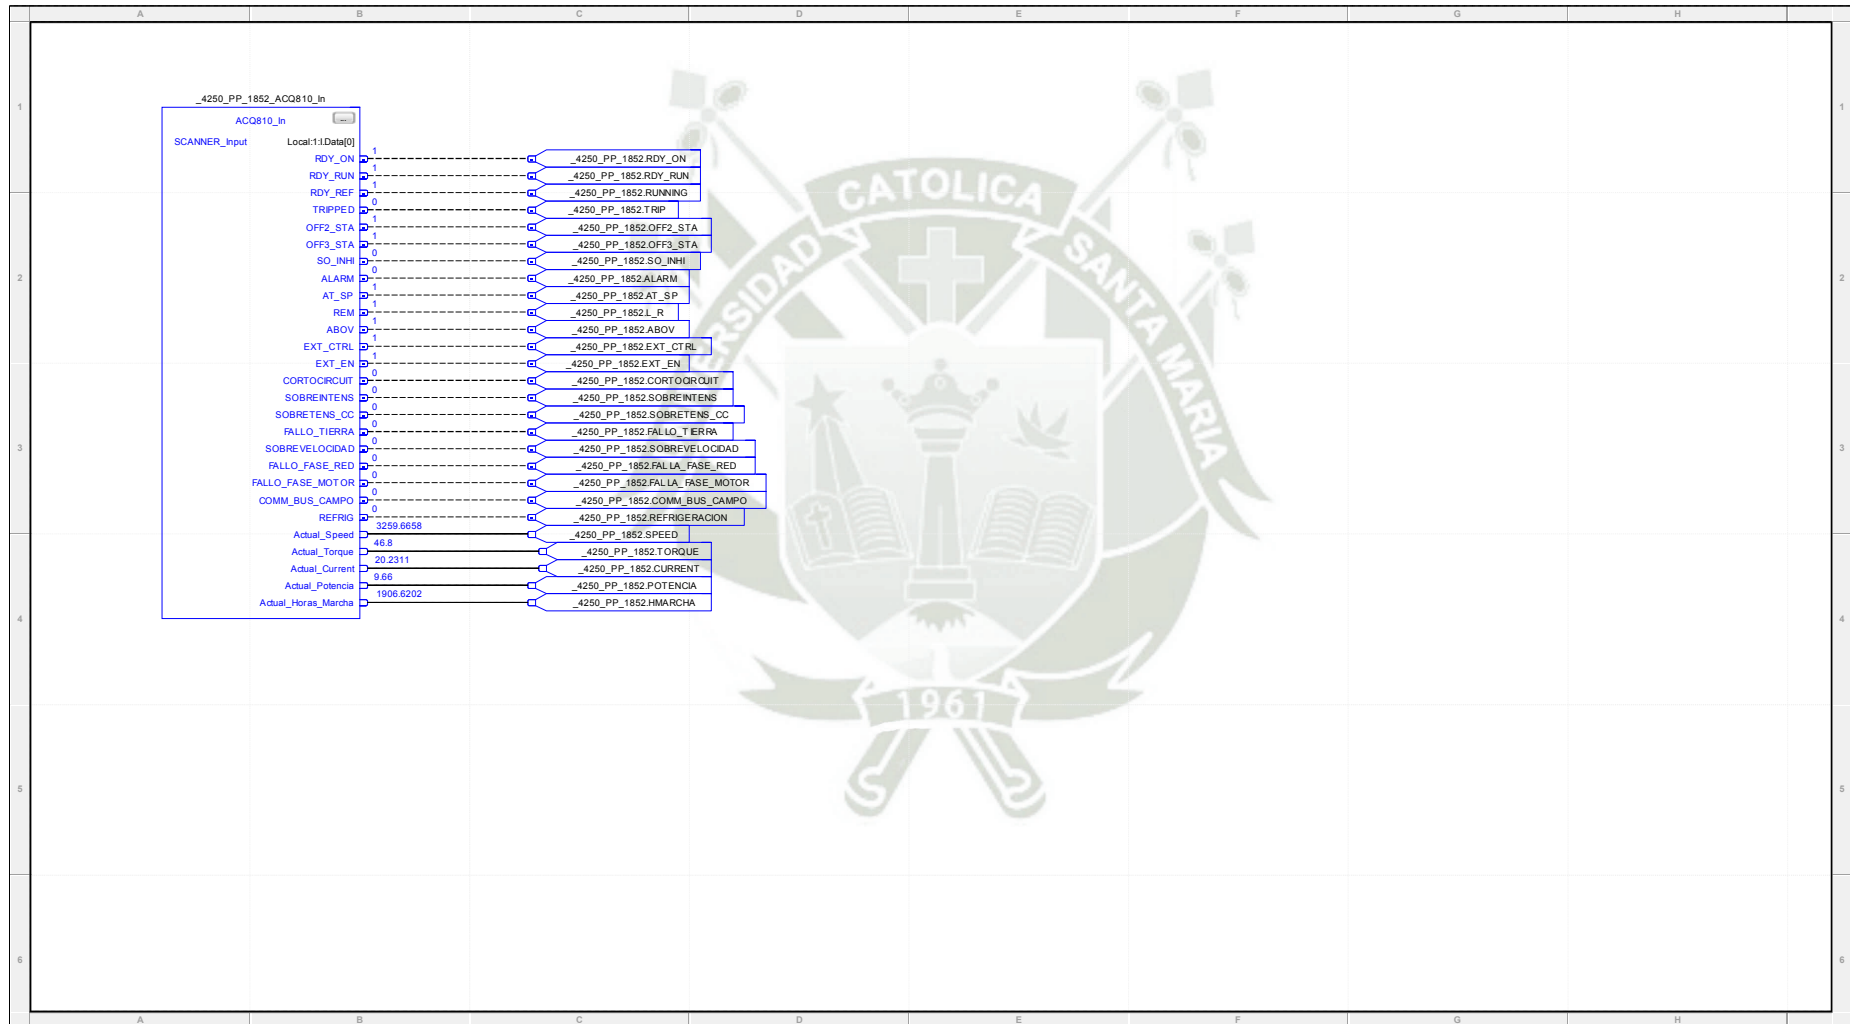 A B C D E F G H
_4250_PP_1852_ACQ810_In
1 1
ACQ810_In ...
SCANNER_Input Local:1:I.Data[0]
RDY_ON 1 _4250_PP_1852.RDY_ON
RDY_RUN 1 _4250_PP_1852.RDY_RUN
RDY_REF 1 _4250_PP_1852.RUNNING
TRIPPED 0 _4250_PP_1852.TRIP
OFF2_STA 1 _4250_PP_1852.OFF2_STA
OFF3_STA 1 _4250_PP_1852.OFF3_STA
SO_INHI 0 _4250_PP_1852.SO_INHI
2 ALARM 0 _4250_PP_1852.ALARM 2
AT_SP 1 _4250_PP_1852.AT_SP
REM 1 _4250_PP_1852.L_R
ABOV 1 _4250_PP_1852.ABOV
EXT_CTRL 1 _4250_PP_1852.EXT_CTRL
EXT_EN 1 _4250_PP_1852.EXT_EN
CORTOCIRCUIT 0 _4250_PP_1852.CORTOCIRCUIT
SOBREINTENS 0 _4250_PP_1852.SOBREINTENS
SOBRETENS_CC 0 _4250_PP_1852.SOBRETENS_CC
FALLO_TIERRA 0 _4250_PP_1852.FALLO_TIERRA
3 SOBREVELOCIDAD 0 _4250_PP_1852.SOBREVELOCIDAD 3
FALLO_FASE_RED 0 _4250_PP_1852.FALLA_FASE_RED
FALLO_FASE_MOTOR 0 _4250_PP_1852.FALLA_FASE_MOTOR
COMM_BUS_CAMPO 0 _4250_PP_1852.COMM_BUS_CAMPO
REFRIG 0 _4250_PP_1852.REFRIGERACION
Actual_Speed 3259.6658 _4250_PP_1852.SPEED
Actual_Torque 46.8 _4250_PP_1852.TORQUE
Actual_Current 20.2311 _4250_PP_1852.CURRENT
Actual_Potencia 9.66 _4250_PP_1852.POTENCIA
Actual_Horas_Marcha 1906.6202 _4250_PP_1852.HMARCHA
4 4
5 5
6 6
A B C D E F G H
CATOLICA
SANTA MARIA
1961